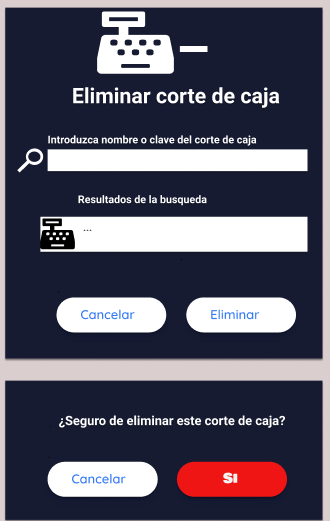 Eliminar corte de caja
Introduzca nombre o clave del corte de caja
Resultados de la busqueda
...
Cancelar
Eliminar
¿Seguro de eliminar este corte de caja?
Cancelar
SI